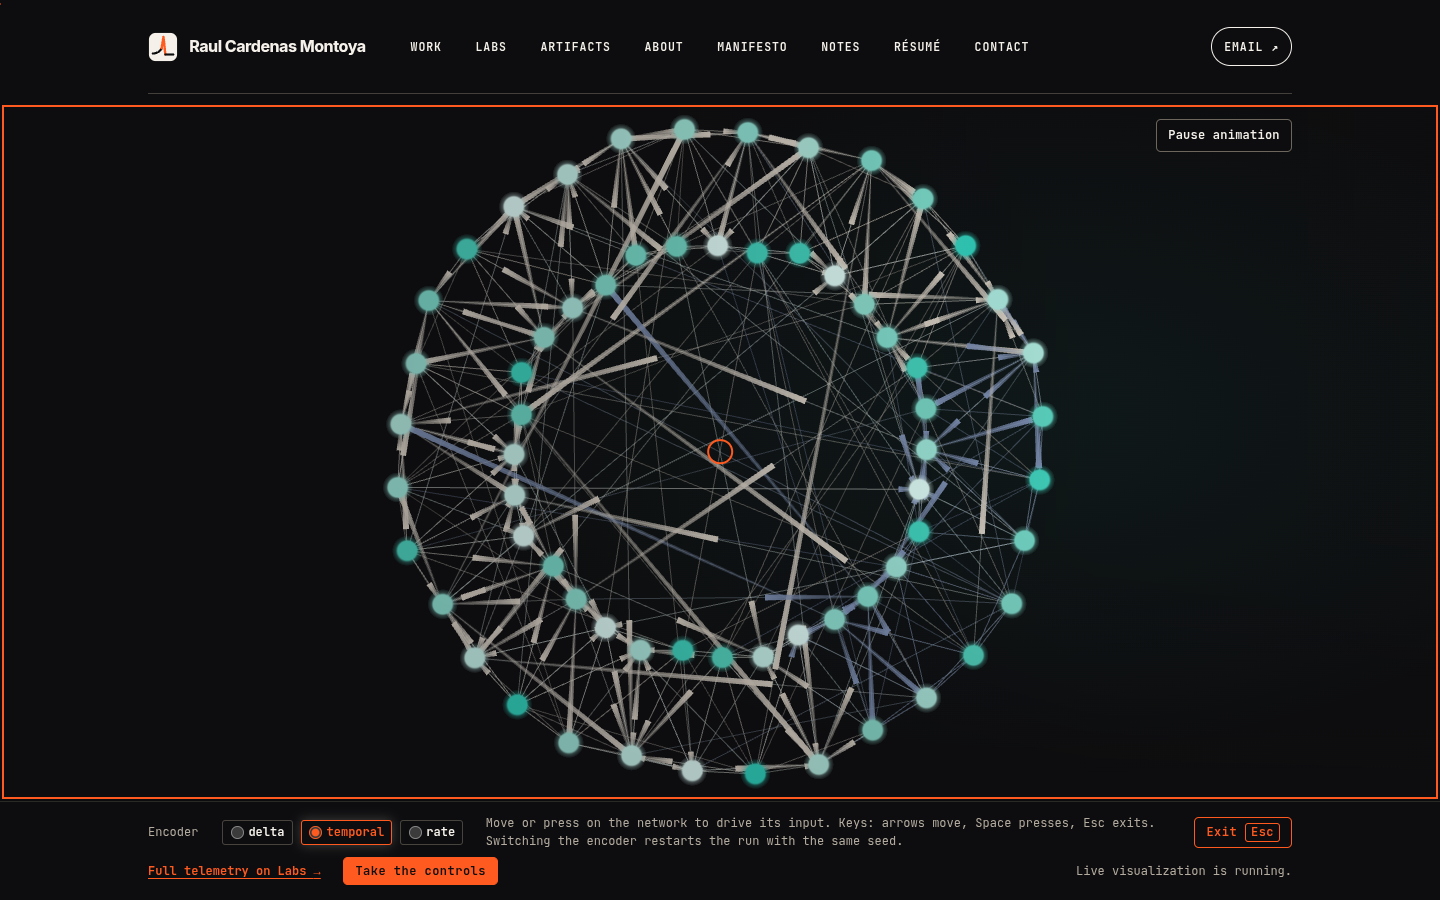 Raul Cardenas Montoya
WORK LABS ARTIFACTS ABOUT MANIFESTO NOTES RÉSUMÉ CONTACT
EMAIL ↗
Pause animation
Encoder delta temporal rate
Move or press on the network to drive its input. Keys: arrows move, Space presses, Esc exits.
Switching the encoder restarts the run with the same seed.
Exit Esc
Full telemetry on Labs →
Take the controls
Live visualization is running.